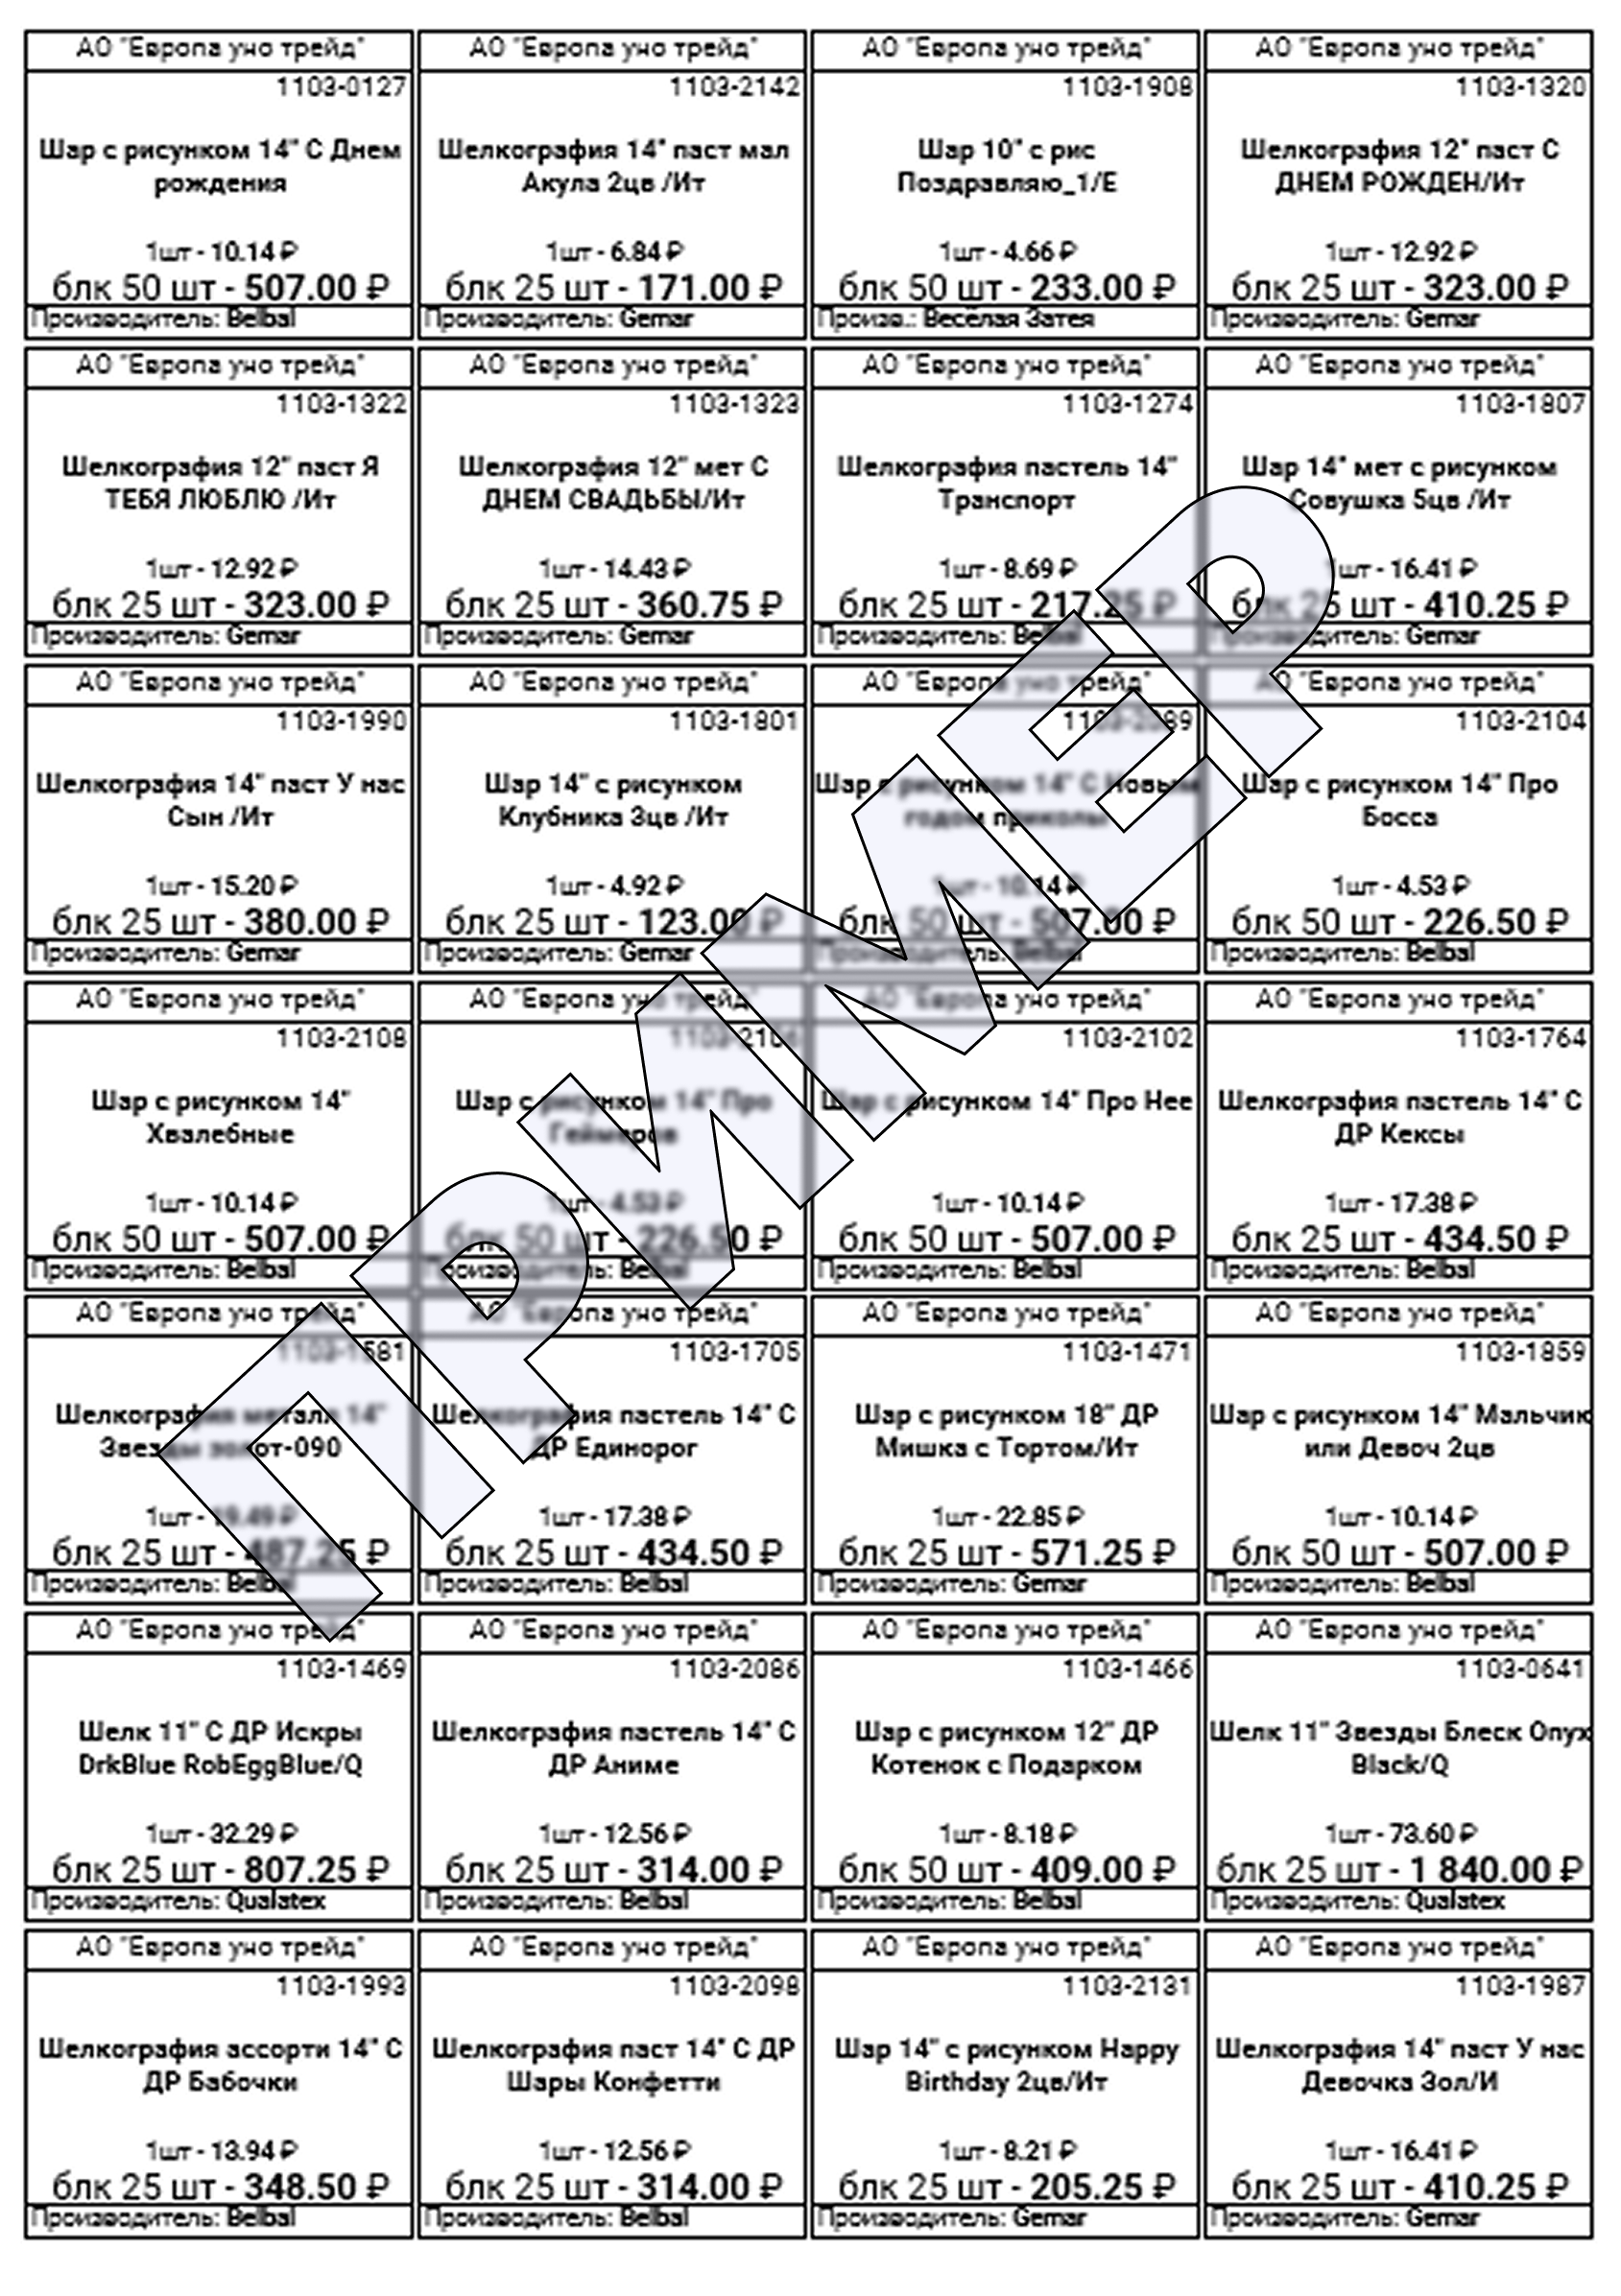 АО "Европа уно трейд"
1103-0127
Шар с рисунком 14" С Днем
рождения
1шт - 10.14 ₽
блк 50 шт - 507.00 ₽
Производитель: Belbal
АО "Европа уно трейд"
1103-2142
Шелкография 14" паст мал
Акула 2цв /Ит
1шт - 6.84 ₽
блк 25 шт - 171.00 ₽
Производитель: Gemar
АО "Европа уно трейд"
1103-1908
Шар 10" с рис
Поздравляю_1/Е
1шт - 4.66 ₽
блк 50 шт - 233.00 ₽
Произв.: Весёлая Затея
АО "Европа уно трейд"
1103-1320
Шелкография 12" паст С
ДНЕМ РОЖДЕН/Ит
1шт - 12.92 ₽
блк 25 шт - 323.00 ₽
Производитель: Gemar
АО "Европа уно трейд"
1103-1322
Шелкография 12" паст Я
ТЕБЯ ЛЮБЛЮ /Ит
1шт - 12.92 ₽
блк 25 шт - 323.00 ₽
Производитель: Gemar
АО "Европа уно трейд"
1103-1323
Шелкография 12" мет С
ДНЕМ СВАДЬБЫ/Ит
1шт - 14.43 ₽
блк 25 шт - 360.75 ₽
Производитель: Gemar
АО "Европа уно трейд"
1103-1274
Шелкография пастель 14"
Транспорт
1шт - 8.69 ₽
блк 25 шт - 217.25 ₽
Производитель: Belbal
АО "Европа уно трейд"
1103-1807
Шар 14" мет с рисунком
Совушка 5цв /Ит
1шт - 16.41 ₽
блк 25 шт - 410.25 ₽
Производитель: Gemar
АО "Европа уно трейд"
1103-1990
Шелкография 14" паст У нас
Сын /Ит
1шт - 15.20 ₽
блк 25 шт - 380.00 ₽
Производитель: Gemar
АО "Европа уно трейд"
1103-1801
Шар 14" с рисунком
Клубника 3цв /Ит
1шт - 4.92 ₽
блк 25 шт - 123.00 ₽
Производитель: Gemar
АО "Европа уно трейд"
Шар с рисунком 14" С Новым
годом приколы
1шт - 10.14 ₽
блк 50 шт - 507.00 ₽
Производитель: Belbal
АО "Европа уно трейд"
1103-2104
Шар с рисунком 14" Про
Босса
1шт - 4.53 ₽
блк 50 шт - 226.50 ₽
Производитель: Belbal
АО "Европа уно трейд"
1103-2108
Шар с рисунком 14"
Хвалебные
1шт - 10.14 ₽
блк 50 шт - 507.00 ₽
Производитель: Belbal
АО "Европа уно трейд"
1103-2106
Шар с рисунком 14" Про
Геймеров
1шт - 4.53 ₽
блк 50 шт - 226.50 ₽
Производитель: Belbal
АО "Европа уно трейд"
1103-2102
Шар с рисунком 14" Про Нее
1шт - 10.14 ₽
блк 50 шт - 507.00 ₽
Производитель: Belbal
АО "Европа уно трейд"
1103-1764
Шелкография пастель 14" С
ДР Кексы
1шт - 17.38 ₽
блк 25 шт - 434.50 ₽
Производитель: Belbal
АО "Европа уно трейд"
1103-1581
Шелкография металл 14"
Звезды золот-090
1шт - 19.49 ₽
блк 25 шт - 487.25 ₽
Производитель: Belbal
АО "Европа уно трейд"
1103-1705
Шелкография пастель 14" С
ДР Единорог
1шт - 17.38 ₽
блк 25 шт - 434.50 ₽
Производитель: Belbal
АО "Европа уно трейд"
1103-1471
Шар с рисунком 18" ДР
Мишка с Тортом/Ит
1шт - 22.85 ₽
блк 25 шт - 571.25 ₽
Производитель: Gemar
АО "Европа уно трейд"
1103-1859
Шар с рисунком 14" Мальчик
или Девоч 2цв
1шт - 10.14 ₽
блк 50 шт - 507.00 ₽
Производитель: Belbal
АО "Европа уно трейд"
1103-1469
Шелк 11" С ДР Искры
DrkBlue RobEggBlue/Q
1шт - 32.29 ₽
блк 25 шт - 807.25 ₽
Производитель: Qualatex
АО "Европа уно трейд"
1103-2086
Шелкография пастель 14" С
ДР Аниме
1шт - 12.56 ₽
блк 25 шт - 314.00 ₽
Производитель: Belbal
АО "Европа уно трейд"
1103-1466
Шар с рисунком 12" ДР
Котенок с Подарком
1шт - 8.18 ₽
блк 50 шт - 409.00 ₽
Производитель: Belbal
АО "Европа уно трейд"
1103-0641
Шелк 11" Звезды Блеск Onyx
Black/Q
1шт - 73.60 ₽
блк 25 шт - 1 840.00 ₽
Производитель: Qualatex
АО "Европа уно трейд"
1103-1993
Шелкография ассорти 14" С
ДР Бабочки
1шт - 13.94 ₽
блк 25 шт - 348.50 ₽
Производитель: Belbal
АО "Европа уно трейд"
1103-2098
Шелкография паст 14" С ДР
Шары Конфетти
1шт - 12.56 ₽
блк 25 шт - 314.00 ₽
Производитель: Belbal
АО "Европа уно трейд"
1103-2131
Шар 14" с рисунком Happy
Birthday 2цв/Ит
1шт - 8.21 ₽
блк 25 шт - 205.25 ₽
Производитель: Gemar
АО "Европа уно трейд"
1103-1987
Шелкография 14" паст У нас
Девочка Зол/И
1шт - 16.41 ₽
блк 25 шт - 410.25 ₽
Производитель: Gemar
ПРИМЕР